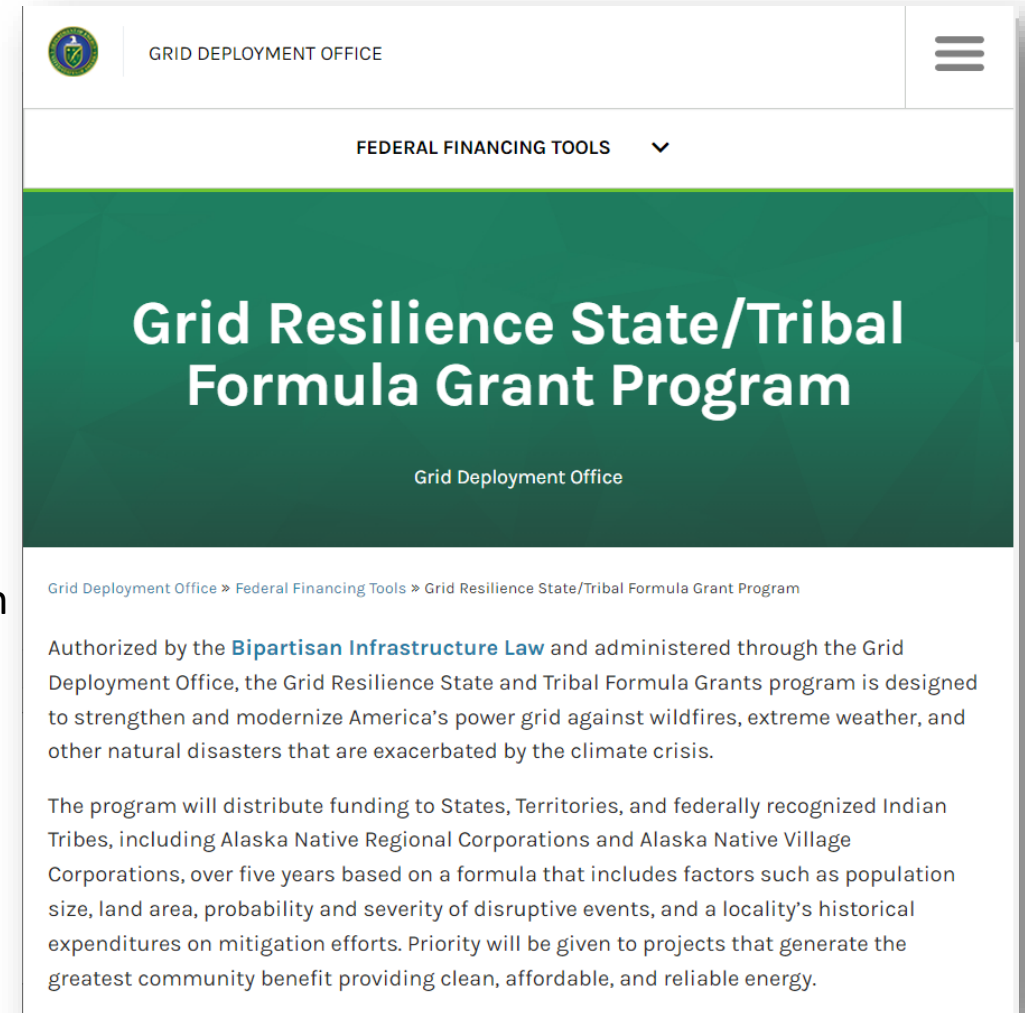 GRID DEPLOYMENT OFFICE
FEDERAL FINANCING TOOLS
Grid Resilience State/Tribal
Formula Grant Program
Grid Deployment Office
Grid Deployment Office » Federal Financing Tools » Grid Resilience State/Tribal Formula Grant Program
Authorized by the Bipartisan Infrastructure Law and administered through the Grid
Deployment Office, the Grid Resilience State and Tribal Formula Grants program is designed
to strengthen and modernize America’s power grid against wildfires, extreme weather, and
other natural disasters that are exacerbated by the climate crisis.
The program will distribute funding to States, Territories, and federally recognized Indian
Tribes, including Alaska Native Regional Corporations and Alaska Native Village
Corporations, over five years based on a formula that includes factors such as population
size, land area, probability and severity of disruptive events, and a locality’s historical
expenditures on mitigation efforts. Priority will be given to projects that generate the
greatest community benefit providing clean, affordable, and reliable energy.